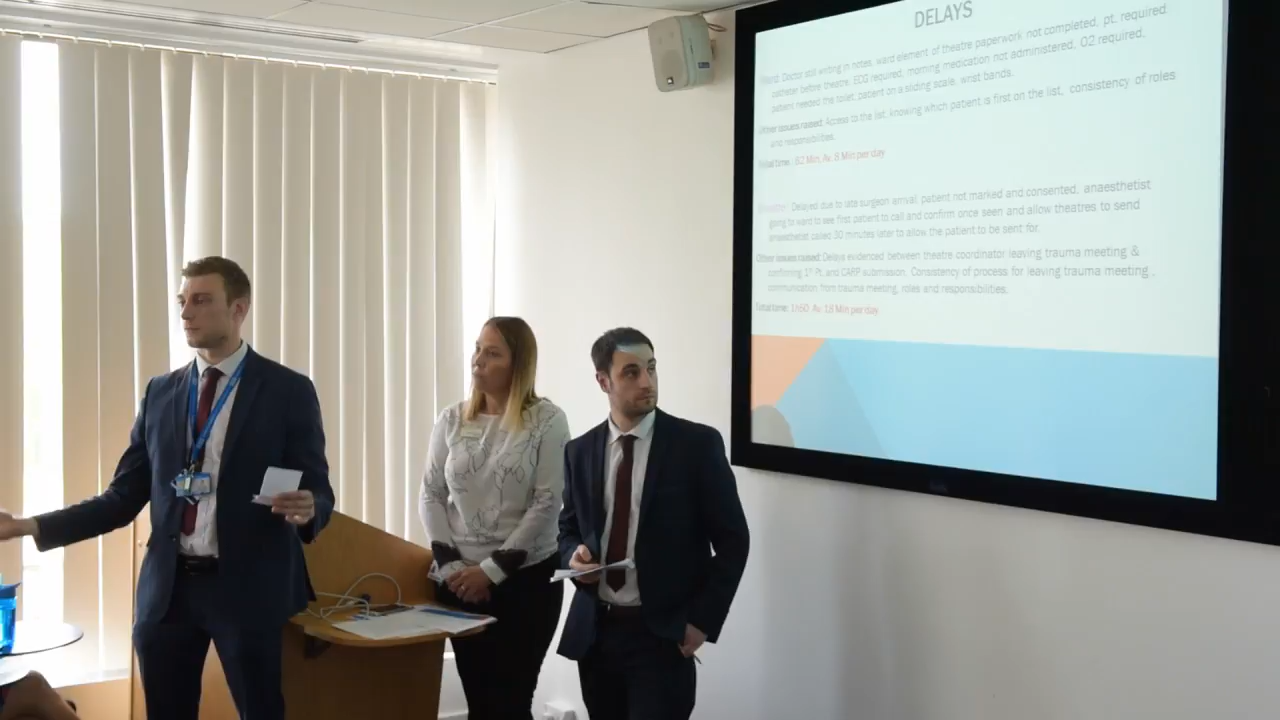 DELAYS
Ward: Doctor still writing in notes, ward element of theatre paperwork not completed, pt. required
catheter before theatre, ECG required, morning medication not administered, O2 required,
patient needed the toilet, patient on a sliding scale, wrist bands.
Other issues raised: Access to the list, knowing which patient is first on the list, consistency of roles
and responsibilities.
Total time: 82 Min, Av. 8 Min per day
Delayed due to late surgeon arrival, patient not marked and consented, anaesthetist
going to ward to see first patient to call and confirm once seen and allow theatres to send
anaesthetist called 30 minutes later to allow the patient to be sent for.
Other issues raised: Delays evidenced between theatre coordinator leaving trauma meeting &
confirming 1st Pt. and CARP submission. Consistency of process for leaving trauma meeting ,
communication from trauma meeting, roles and responsibilities.
Total time: Av. 18 Min per day